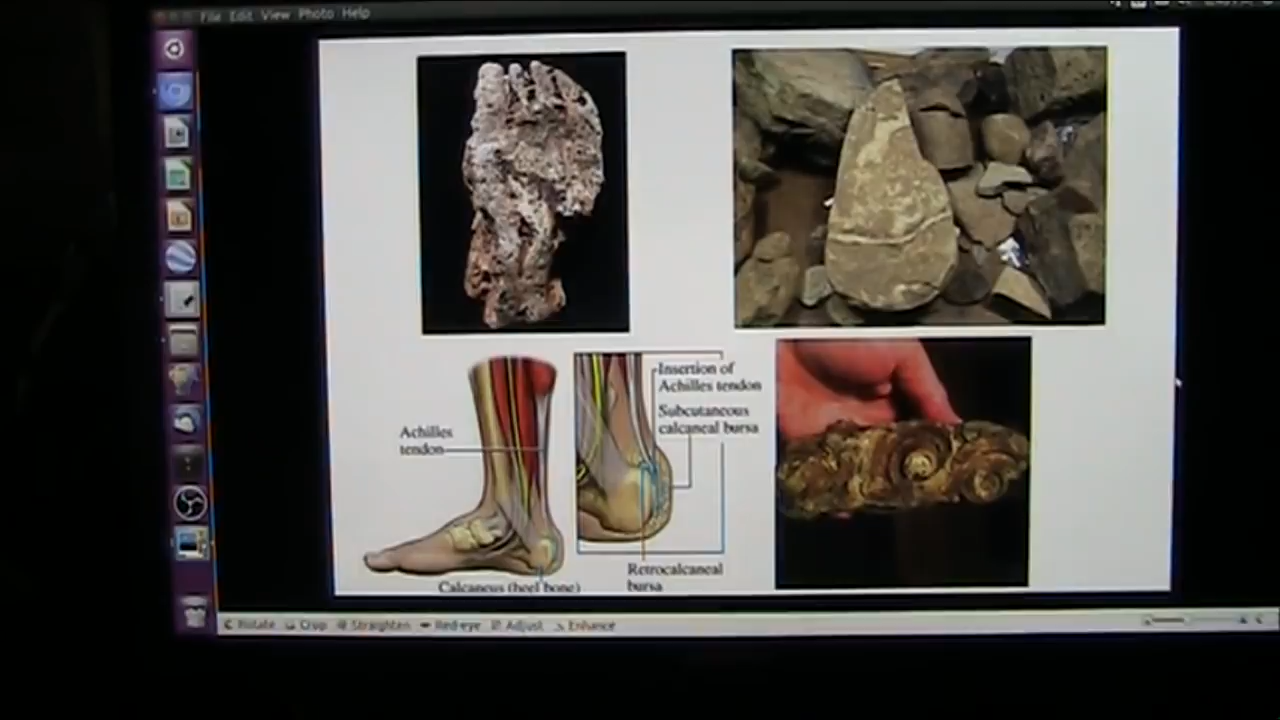 File Edit View Photo Help
Insertion of
Achilles tendon
Subcutaneous
calcaneal bursa
Achilles
tendon
Retrocalcaneal
bursa
Calcaneus (heel bone)
Rotate Crop Straighten Red-eye Adjust Enhance